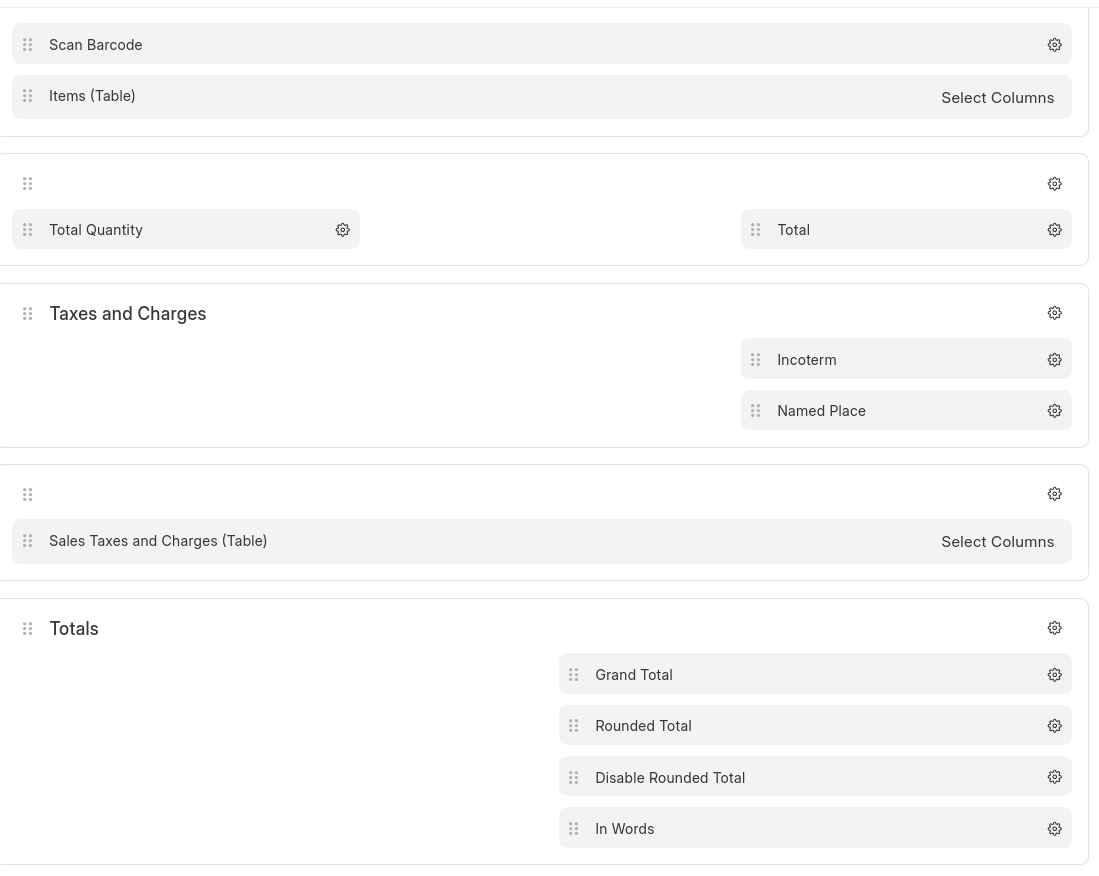 Scan Barcode
Items (Table)
Select Columns
Total Quantity
Total
Taxes and Charges
Incoterm
Named Place
Sales Taxes and Charges (Table)
Select Columns
Totals
Grand Total
Rounded Total
Disable Rounded Total
In Words